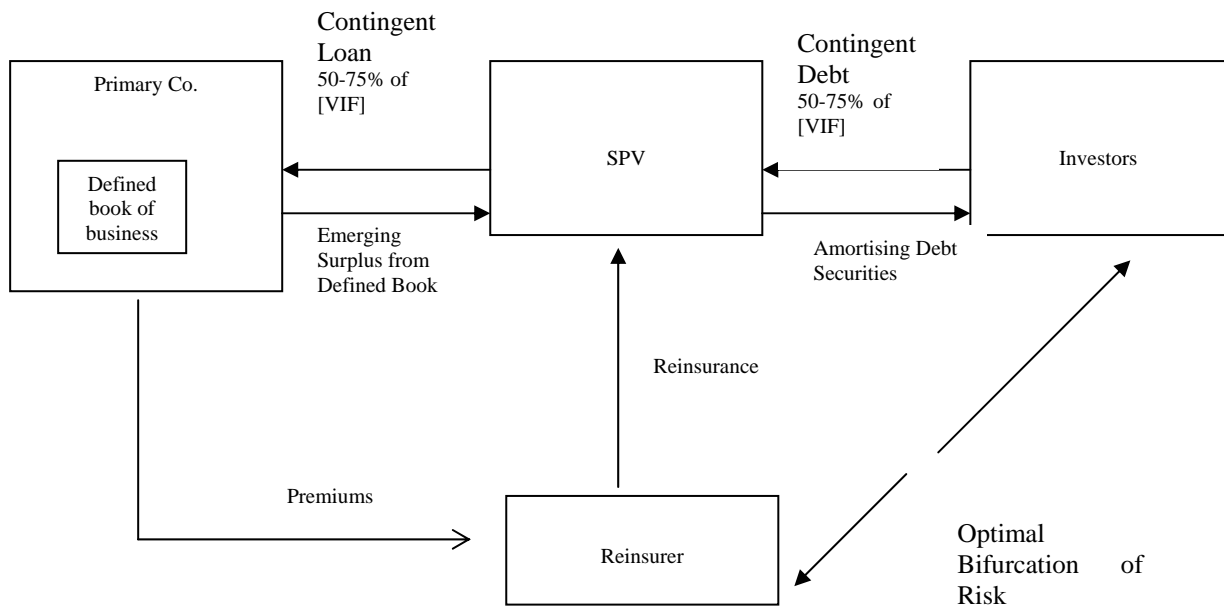 Contingent
Loan
50-75% of
[VIF]
Contingent
Debt
50-75% of
[VIF]
Primary Co.
SPV
Investors
Defined
book of
business
Emerging
Surplus from
Defined Book
Amortising Debt
Securities
Reinsurance
Premiums
Reinsurer
Optimal
Bifurcation of
Risk